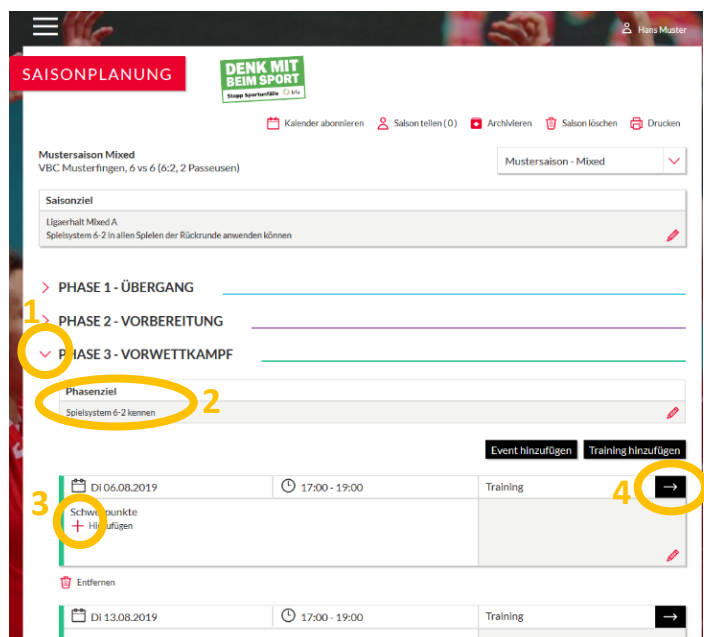 Hans Muster
SAISONPLANUNG
DENK MIT
BEIM SPORT
Stopp Sportunfälle bfu
Kalender abonnieren Saison teilen ( 0 ) Archivieren Saison löschen Drucken
Mustersaison Mixed
VBC Musterfingen, 6 vs 6 (6:2, 2 Passeusen)
Mustersaison - Mixed
Saisonziel
Ligaerhalt Mixed A
Spielsystem 6-2 in allen Spielen der Rückrunde anwenden können
PHASE 1 - ÜBERGANG
1
PHASE 2 - VORBEREITUNG
PHASE 3 - VORWETTKAMPF
Phasenziel
2
Spielsystem 6-2 kennen
Event hinzufügen Training hinzufügen
Di 06.08.2019 17:00 - 19:00 Training
4
3
Schwerpunkte
Hinzufügen
Entfernen
Di 13.08.2019 17:00 - 19:00 Training